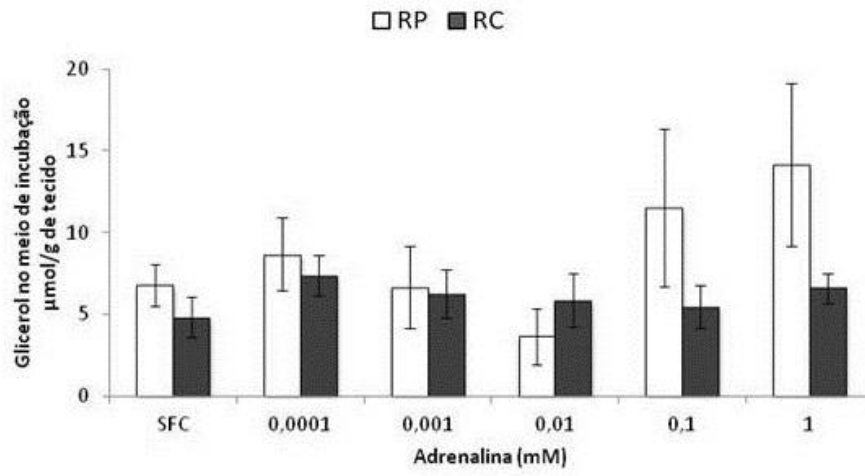 RP RC
Glicerol no meio de incubação
µmol/g de tecido
20
15
10
5
0
SFC 0,0001 0,001 0,01 0,1 1
Adrenalina (mM)